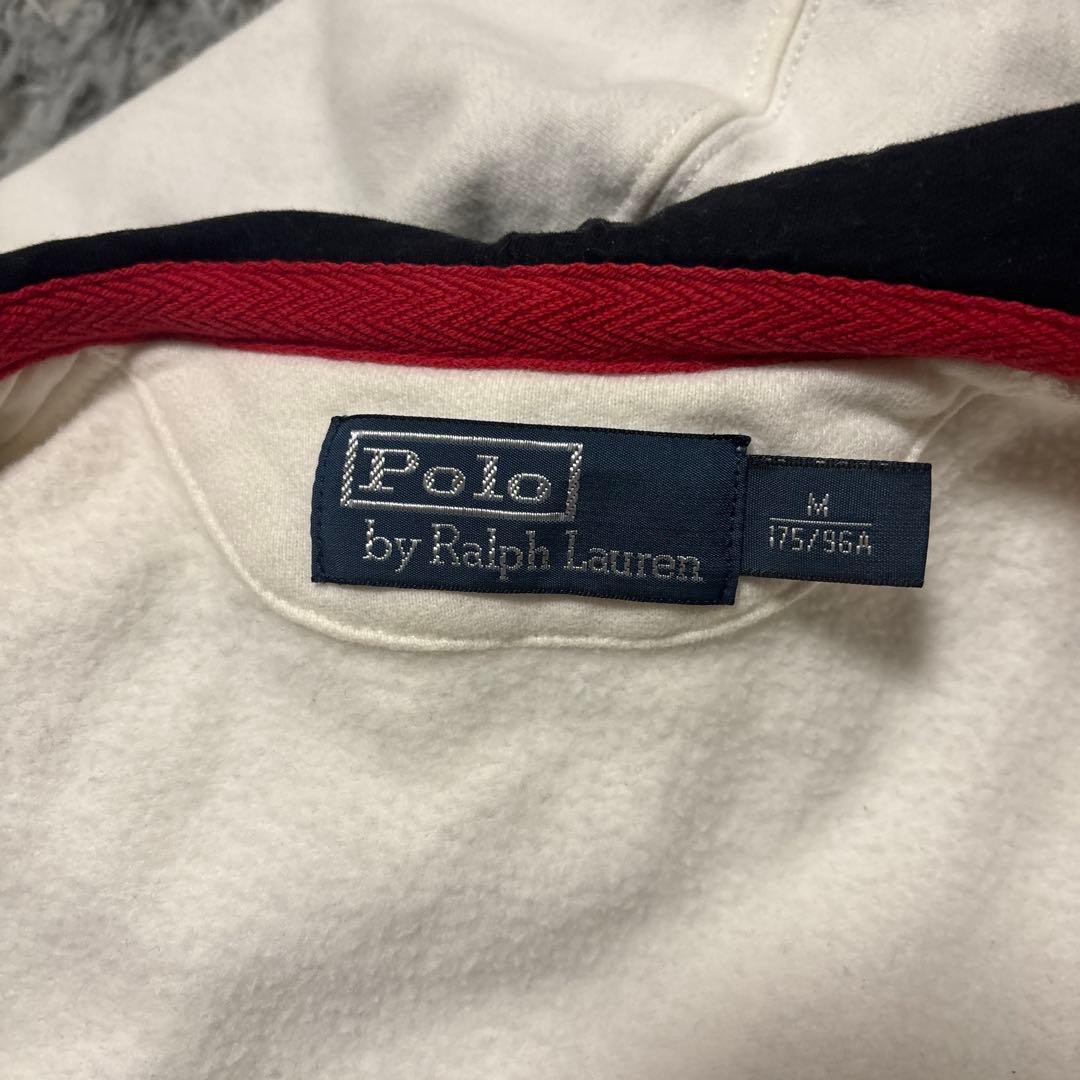 Polo
by Ralph Lauren
M
175/96A